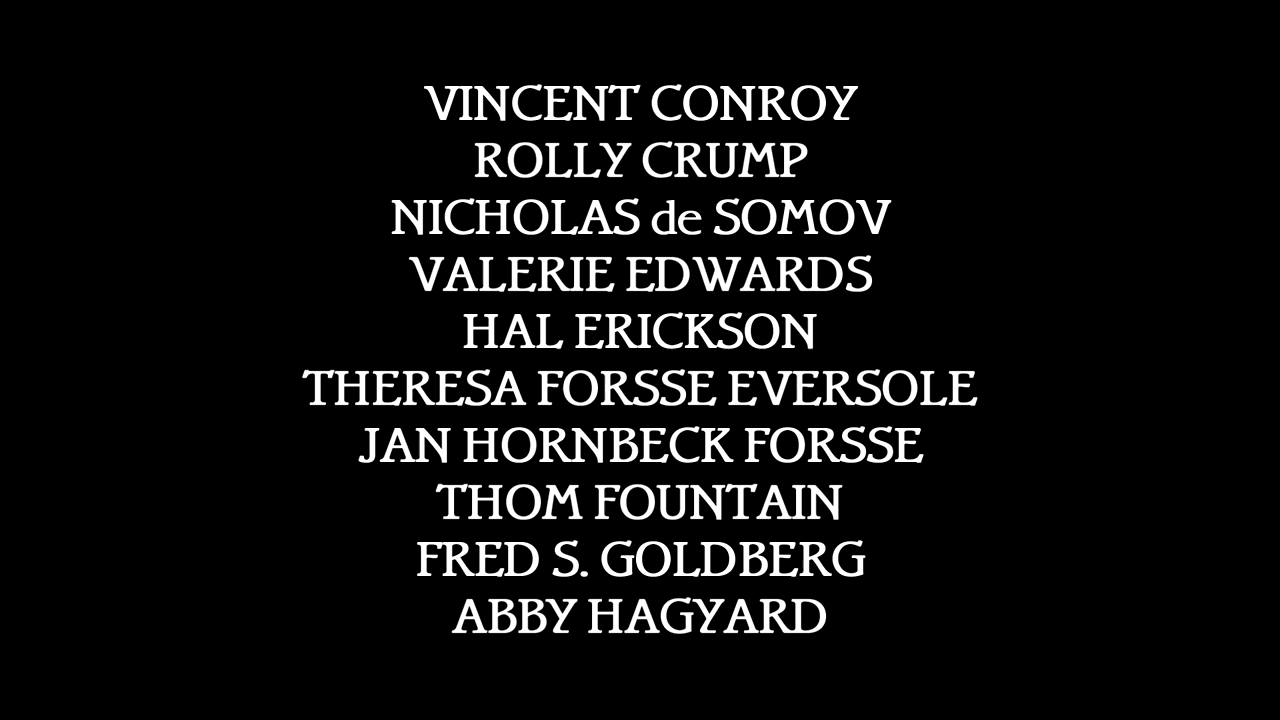 VINCENT CONROY
ROLLY CRUMP
NICHOLAS de SOMOV
VALERIE EDWARDS
HAL ERICKSON
THERESA FORSSE EVERSOLE
JAN HORNBECK FORSSE
THOM FOUNTAIN
FRED S. GOLDBERG
ABBY HAGYARD